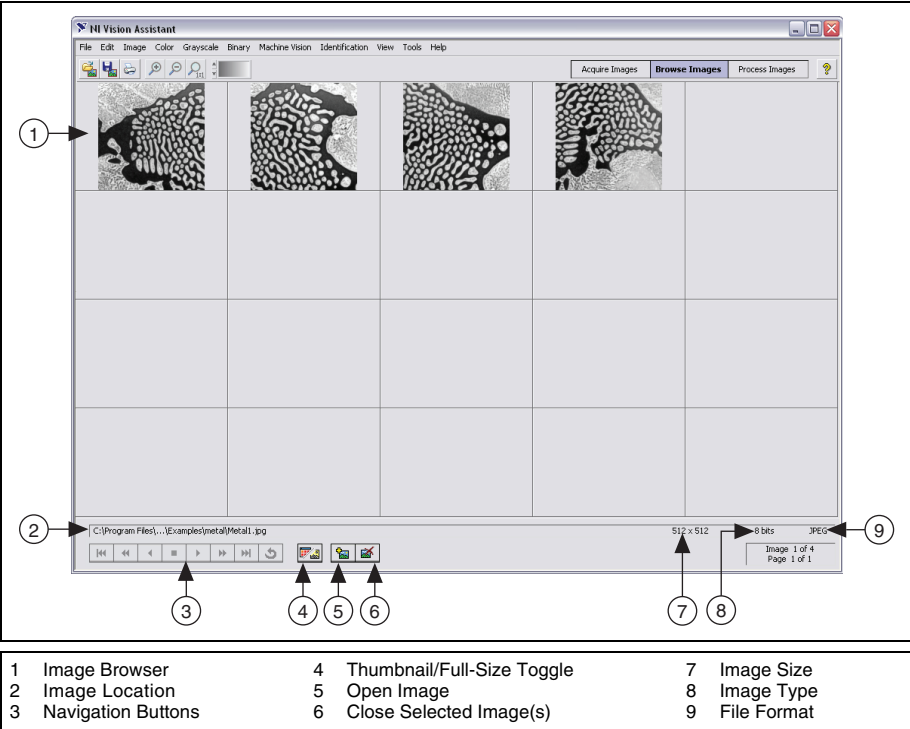 NI Vision Assistant
File Edit Image Color Grayscale Binary Machine Vision Identification View Tools Help
Acquire Images Browse Images Process Images ?
1
2 C:\Program Files\...\Examples\metal\Metal1.jpg 512 x 512 8 bits JPEG 9
Image 1 of 4
Page 1 of 1
3 4 5 6 7 8
1 Image Browser 4 Thumbnail/Full-Size Toggle 7 Image Size
2 Image Location 5 Open Image 8 Image Type
3 Navigation Buttons 6 Close Selected Image(s) 9 File Format